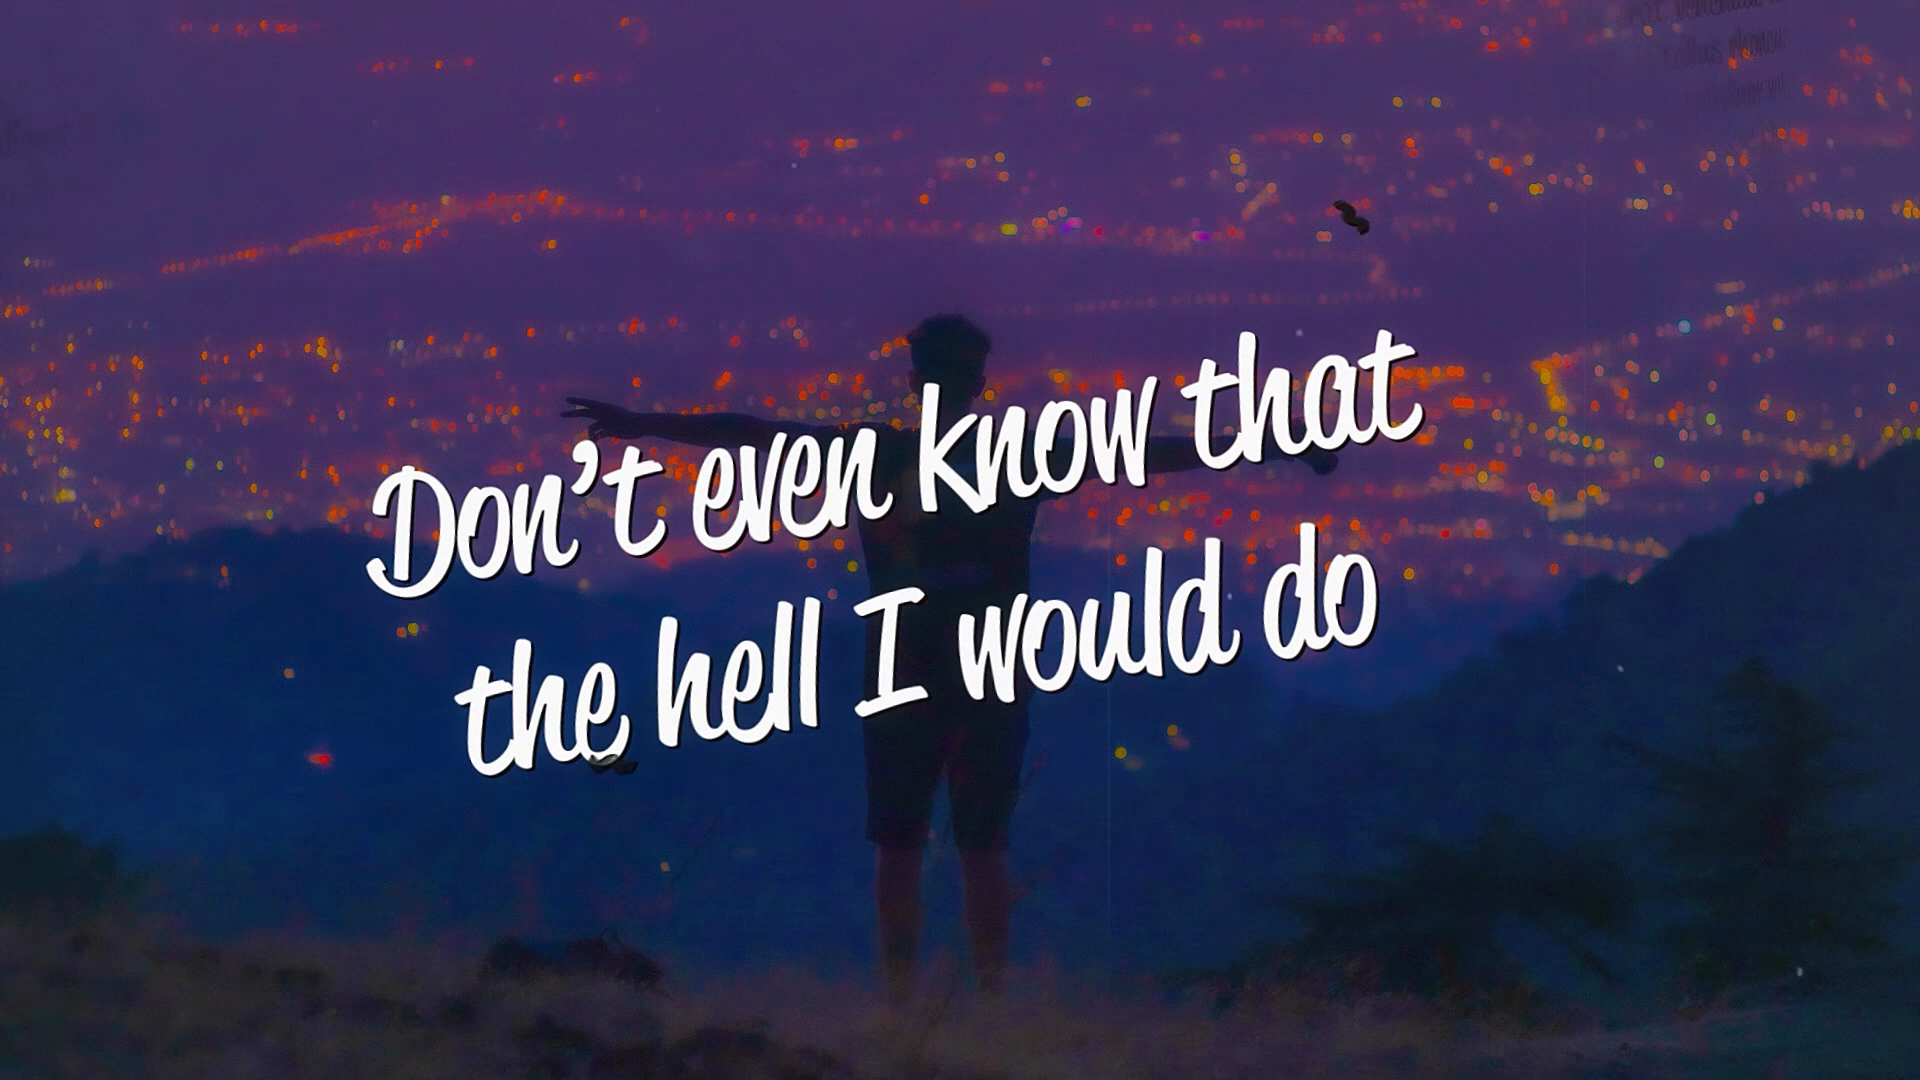 Don't even know that
the hell I would do